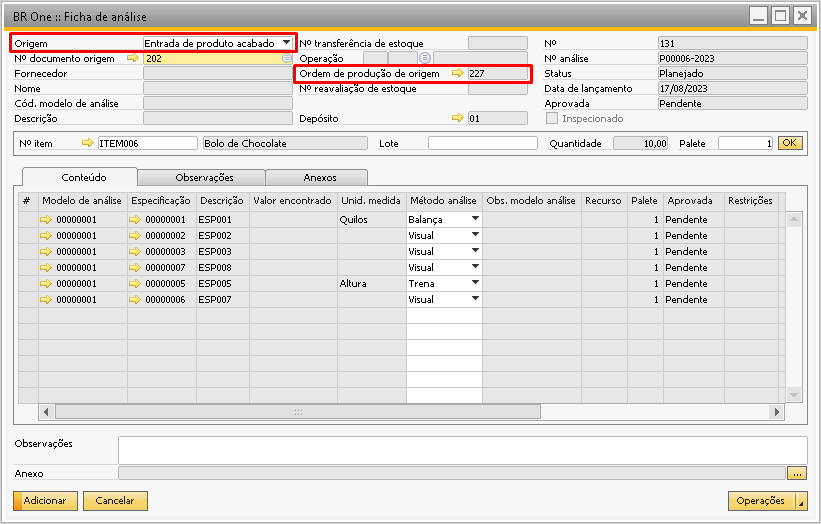 BR One :: Ficha de análise
Origem Entrada de produto acabado Nº transferência de estoque Nº 131
Nº documento origem 202 Operação Nº análise P00006-2023
Fornecedor Ordem de produção de origem 227 Status Planejado
Nome Nº reavaliação de estoque Data de lançamento 17/08/2023
Cód. modelo de análise Aprovada Pendente
Descrição Depósito 01 Inspecionado
Nº item ITEM006 Bolo de Chocolate Lote Quantidade 10,00 Palete 1 OK
Conteúdo Observações Anexos
# Modelo de análise Especificação Descrição Valor encontrado Unid. medida Método análise Obs. modelo análise Recurso Palete Aprovada Restrições
00000001 00000001 ESP001 Quilos Balança 1 Pendente
00000001 00000002 ESP002 Visual 1 Pendente
00000001 00000003 ESP003 Visual 1 Pendente
00000001 00000007 ESP008 Visual 1 Pendente
00000001 00000005 ESP005 Altura Trena 1 Pendente
00000001 00000006 ESP007 Visual 1 Pendente
Observações
Anexo ...
Adicionar Cancelar Operações